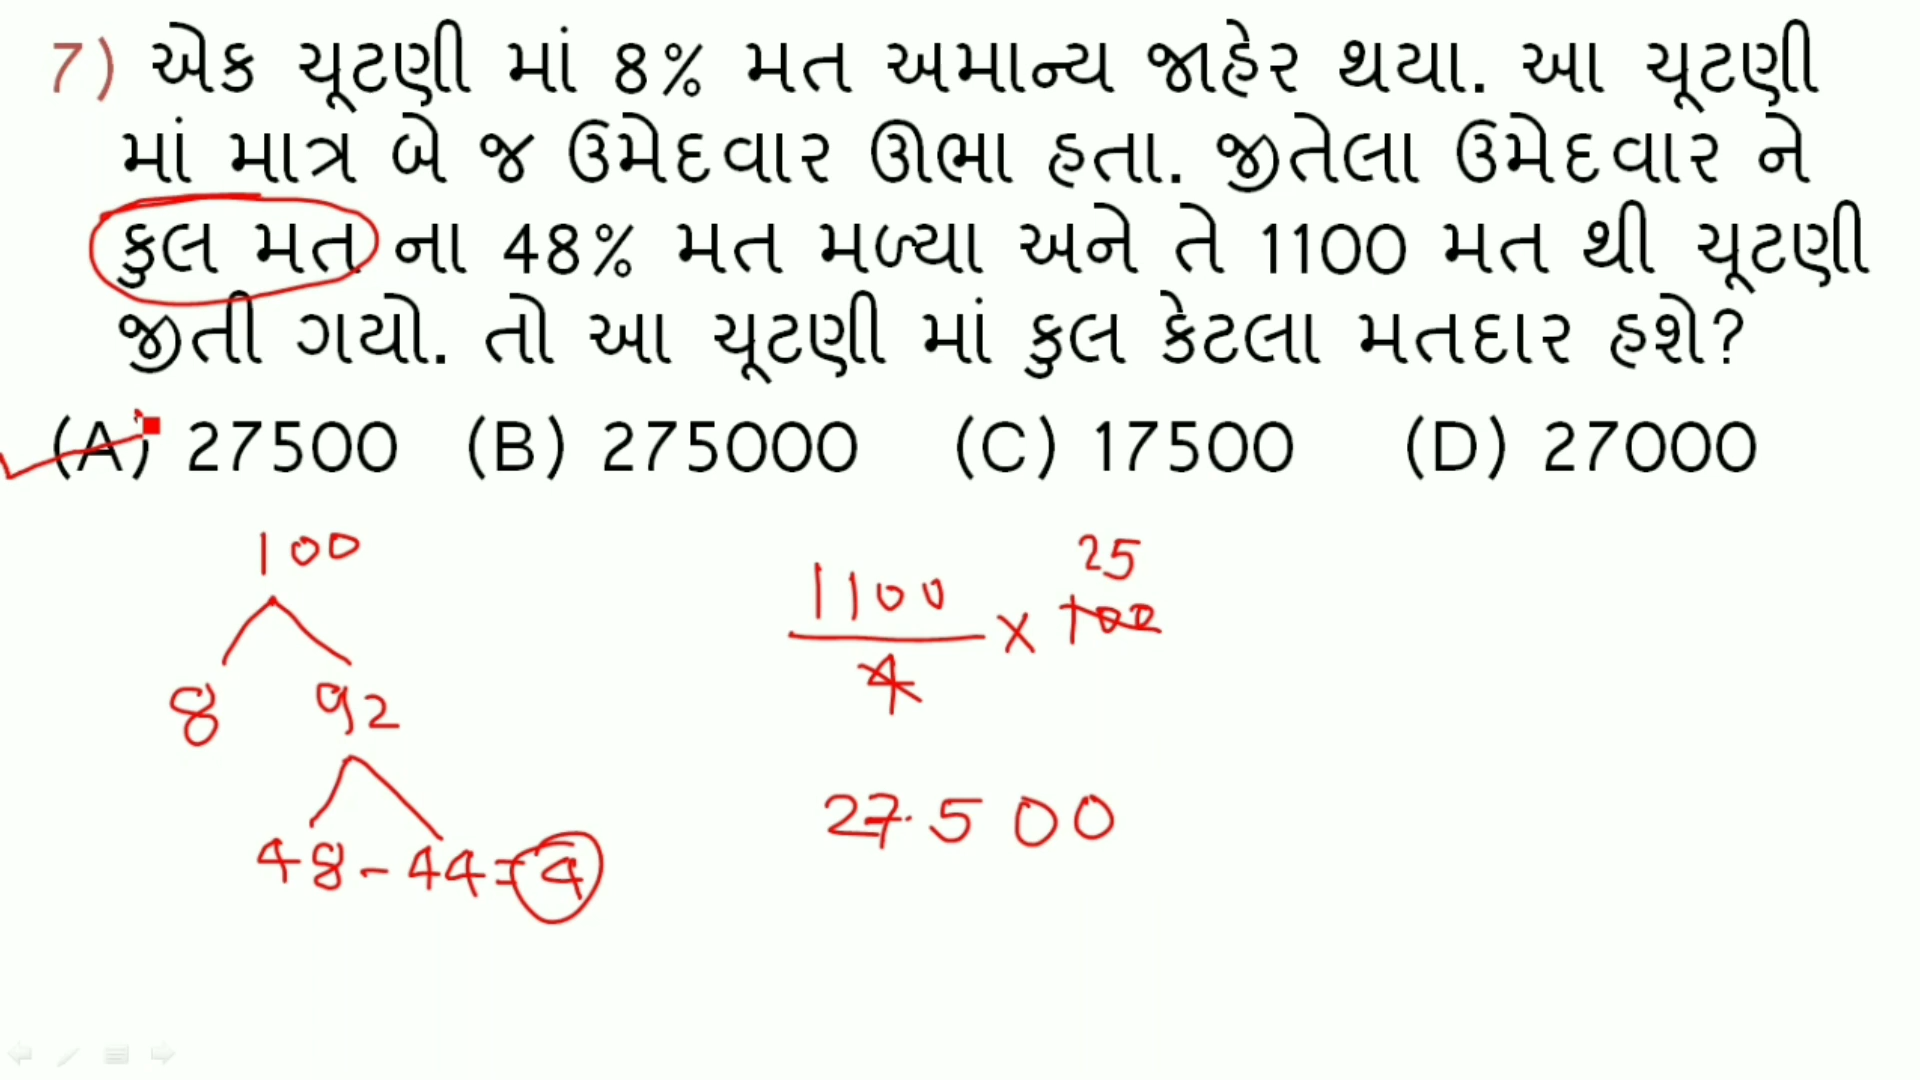 7) એક ચૂટણી માં 8% મત અમાન્ય જાહેર થયા. આ ચૂટણી
માં માત્ર બે જ ઉમેદવાર ઊભા હતા. જીતેલા ઉમેદવાર ને
કુલ મત ના 48% મત મળ્યા અને તે 1100 મત થી ચૂટણી
જીતી ગયો. તો આ ચૂટણી માં કુલ કેટલા મતદાર હશે?
(A) 27500 (B) 275000 (C) 17500 (D) 27000
100
8 92
48 - 44 = 4
25
1100 × 100
4
27500